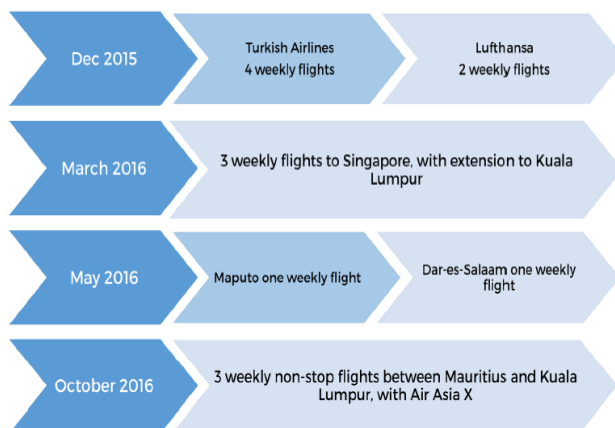 Dec 2015
Turkish Airlines
4 weekly flights
Lufthansa
2 weekly flights
March 2016
3 weekly flights to Singapore, with extension to Kuala
Lumpur
May 2016
Maputo one weekly flight
Dar-es-Salaam one weekly
flight
October 2016
3 weekly non-stop flights between Mauritius and Kuala
Lumpur, with Air Asia X